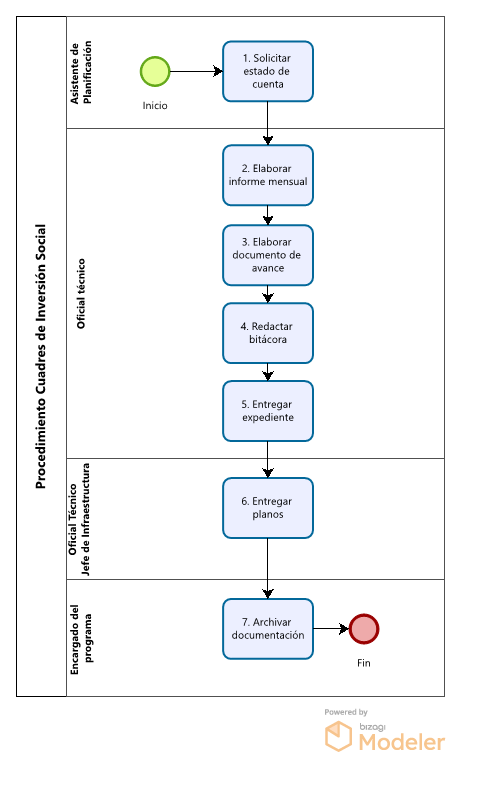 Procedimiento Cuadres de Inversión Social
Asistente de
Planificación
Inicio
1. Solicitar
estado de
cuenta
Oficial técnico
2. Elaborar
informe mensual
3. Elaborar
documento de
avance
4. Redactar
bitácora
5. Entregar
expediente
Oficial Técnico
Jefe de Infraestructura
6. Entregar
planos
Encargado del
programa
7. Archivar
documentación
Fin
Powered by
bizagi
Modeler